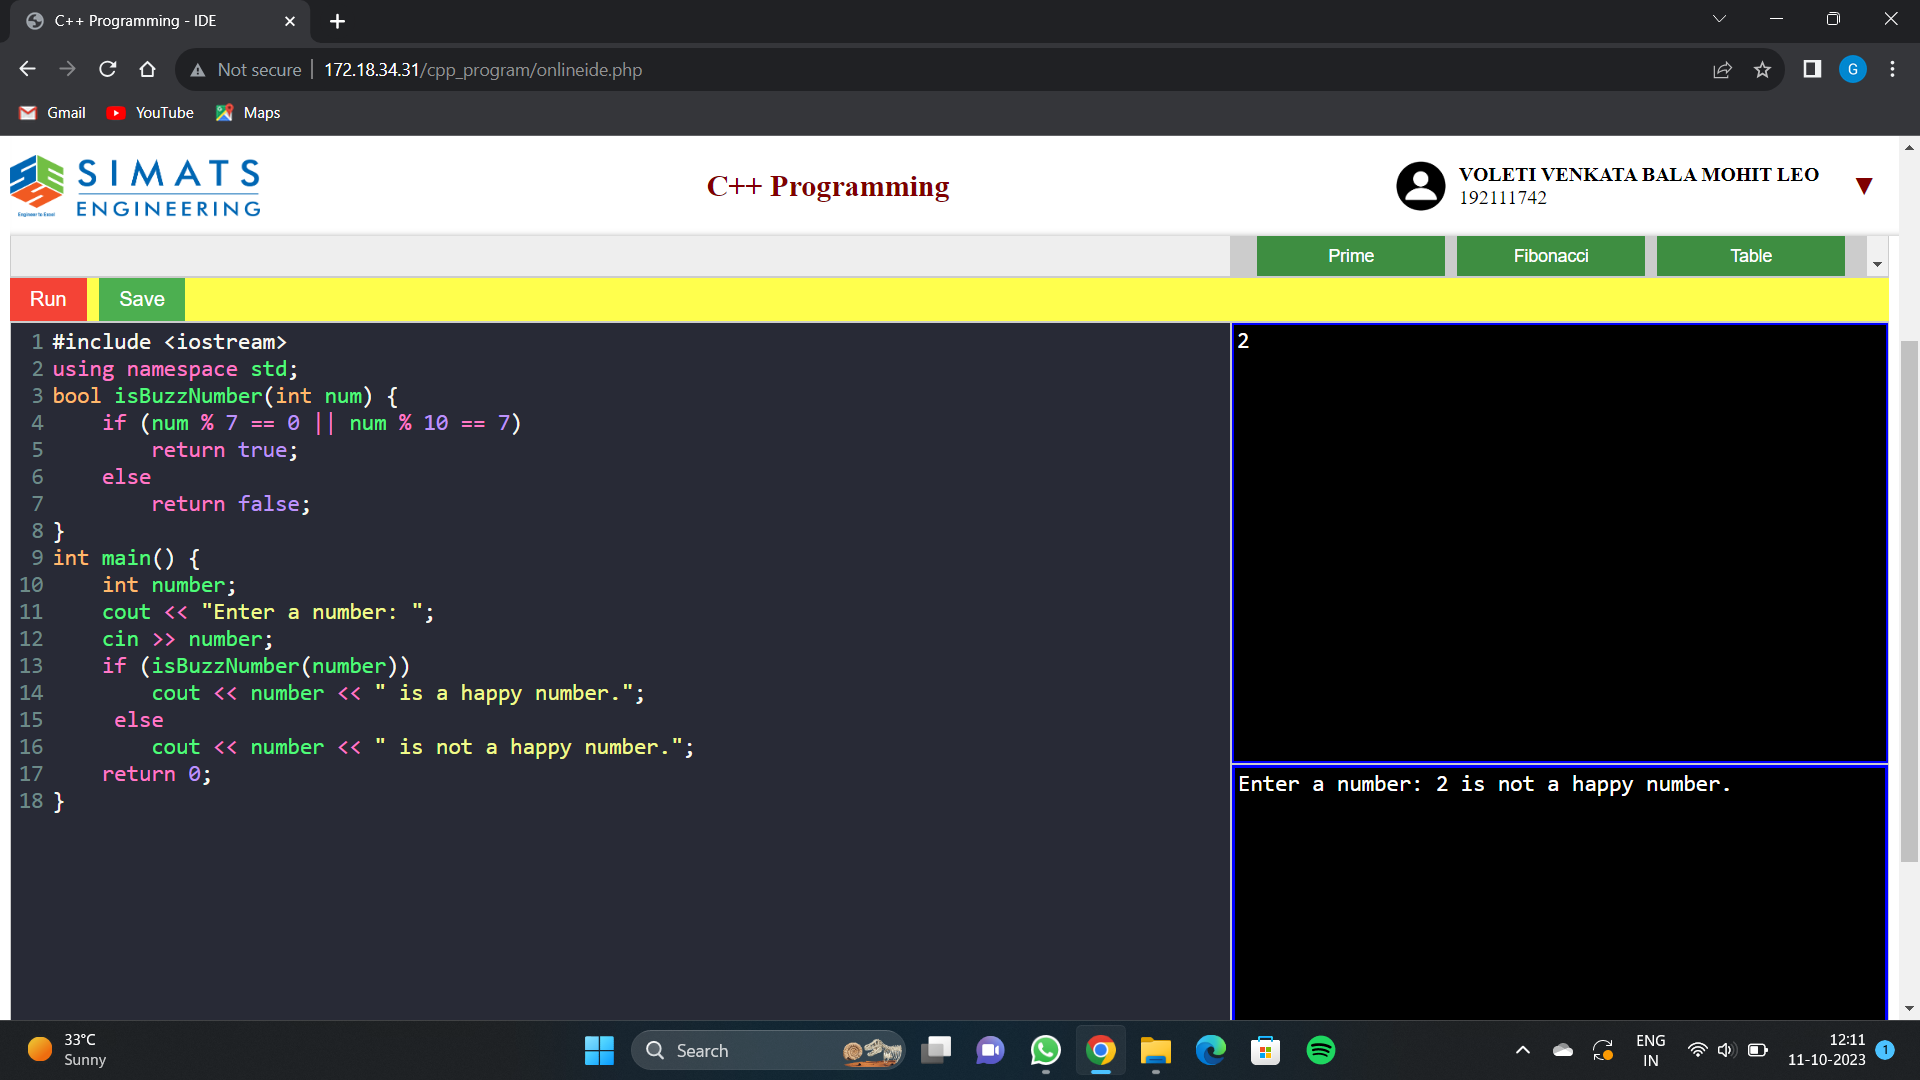 C++ Programming - IDE
Not secure 172.18.34.31/cpp_program/onlineide.php
G
Gmail YouTube Maps
SIMATS
ENGINEERING
Engineer to Excel
C++ Programming
VOLETI VENKATA BALA MOHIT LEO
192111742
Prime Fibonacci Table
Run Save
1 #include <iostream>
2 using namespace std;
3 bool isBuzzNumber(int num) {
4     if (num % 7 == 0 || num % 10 == 7)
5         return true;
6     else
7         return false;
8 }
9 int main() {
10     int number;
11     cout << "Enter a number: ";
12     cin >> number;
13     if (isBuzzNumber(number))
14         cout << number << " is a happy number.";
15      else
16         cout << number << " is not a happy number.";
17     return 0;
18 }
2
Enter a number: 2 is not a happy number.
33°C
Sunny
Search
ENG
IN
12:11
11-10-2023
1